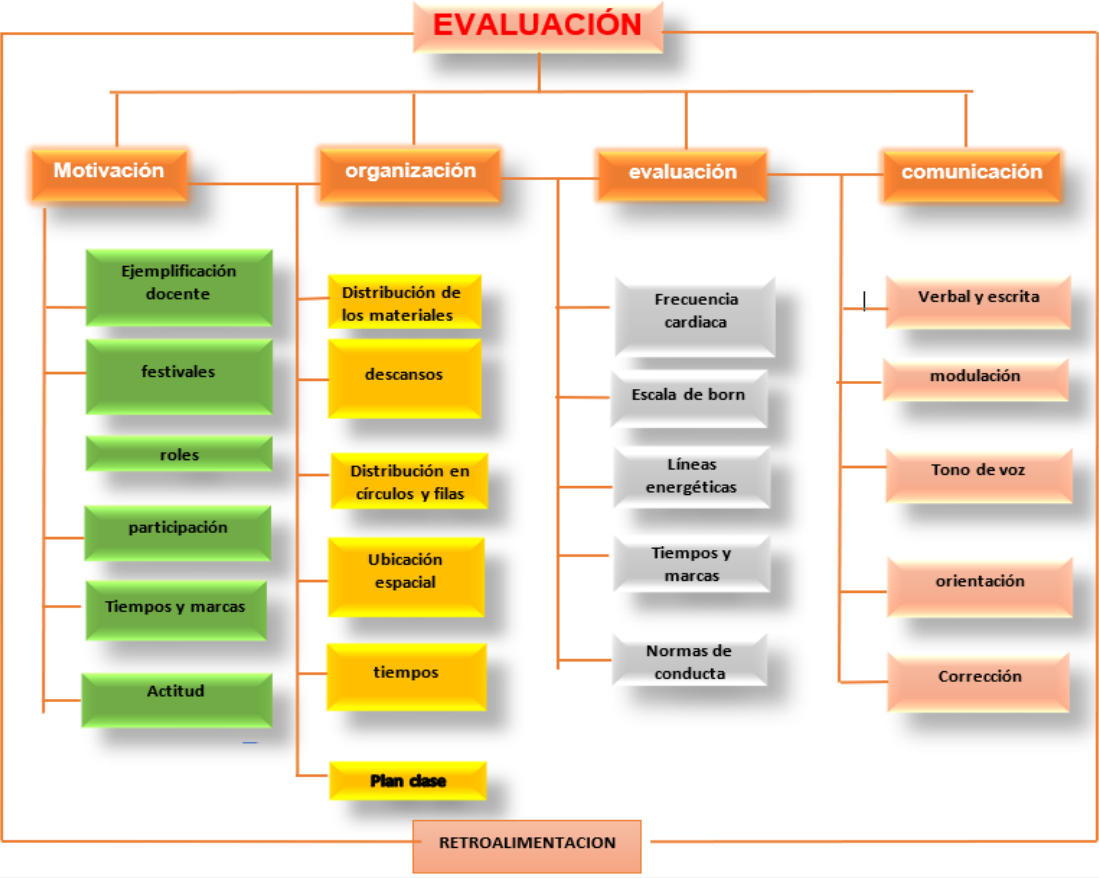 EVALUACIÓN
Motivación
organización
evaluación
comunicación
Ejemplificación
docente
festivales
roles
participación
Tiempos y marcas
Actitud
Distribución de
los materiales
descansos
Distribución en
círculos y filas
Ubicación
espacial
tiempos
Plan clase
Frecuencia
cardiaca
Escala de born
Líneas
energéticas
Tiempos y
marcas
Normas de
conducta
Verbal y escrita
modulación
Tono de voz
orientación
Corrección
RETROALIMENTACION